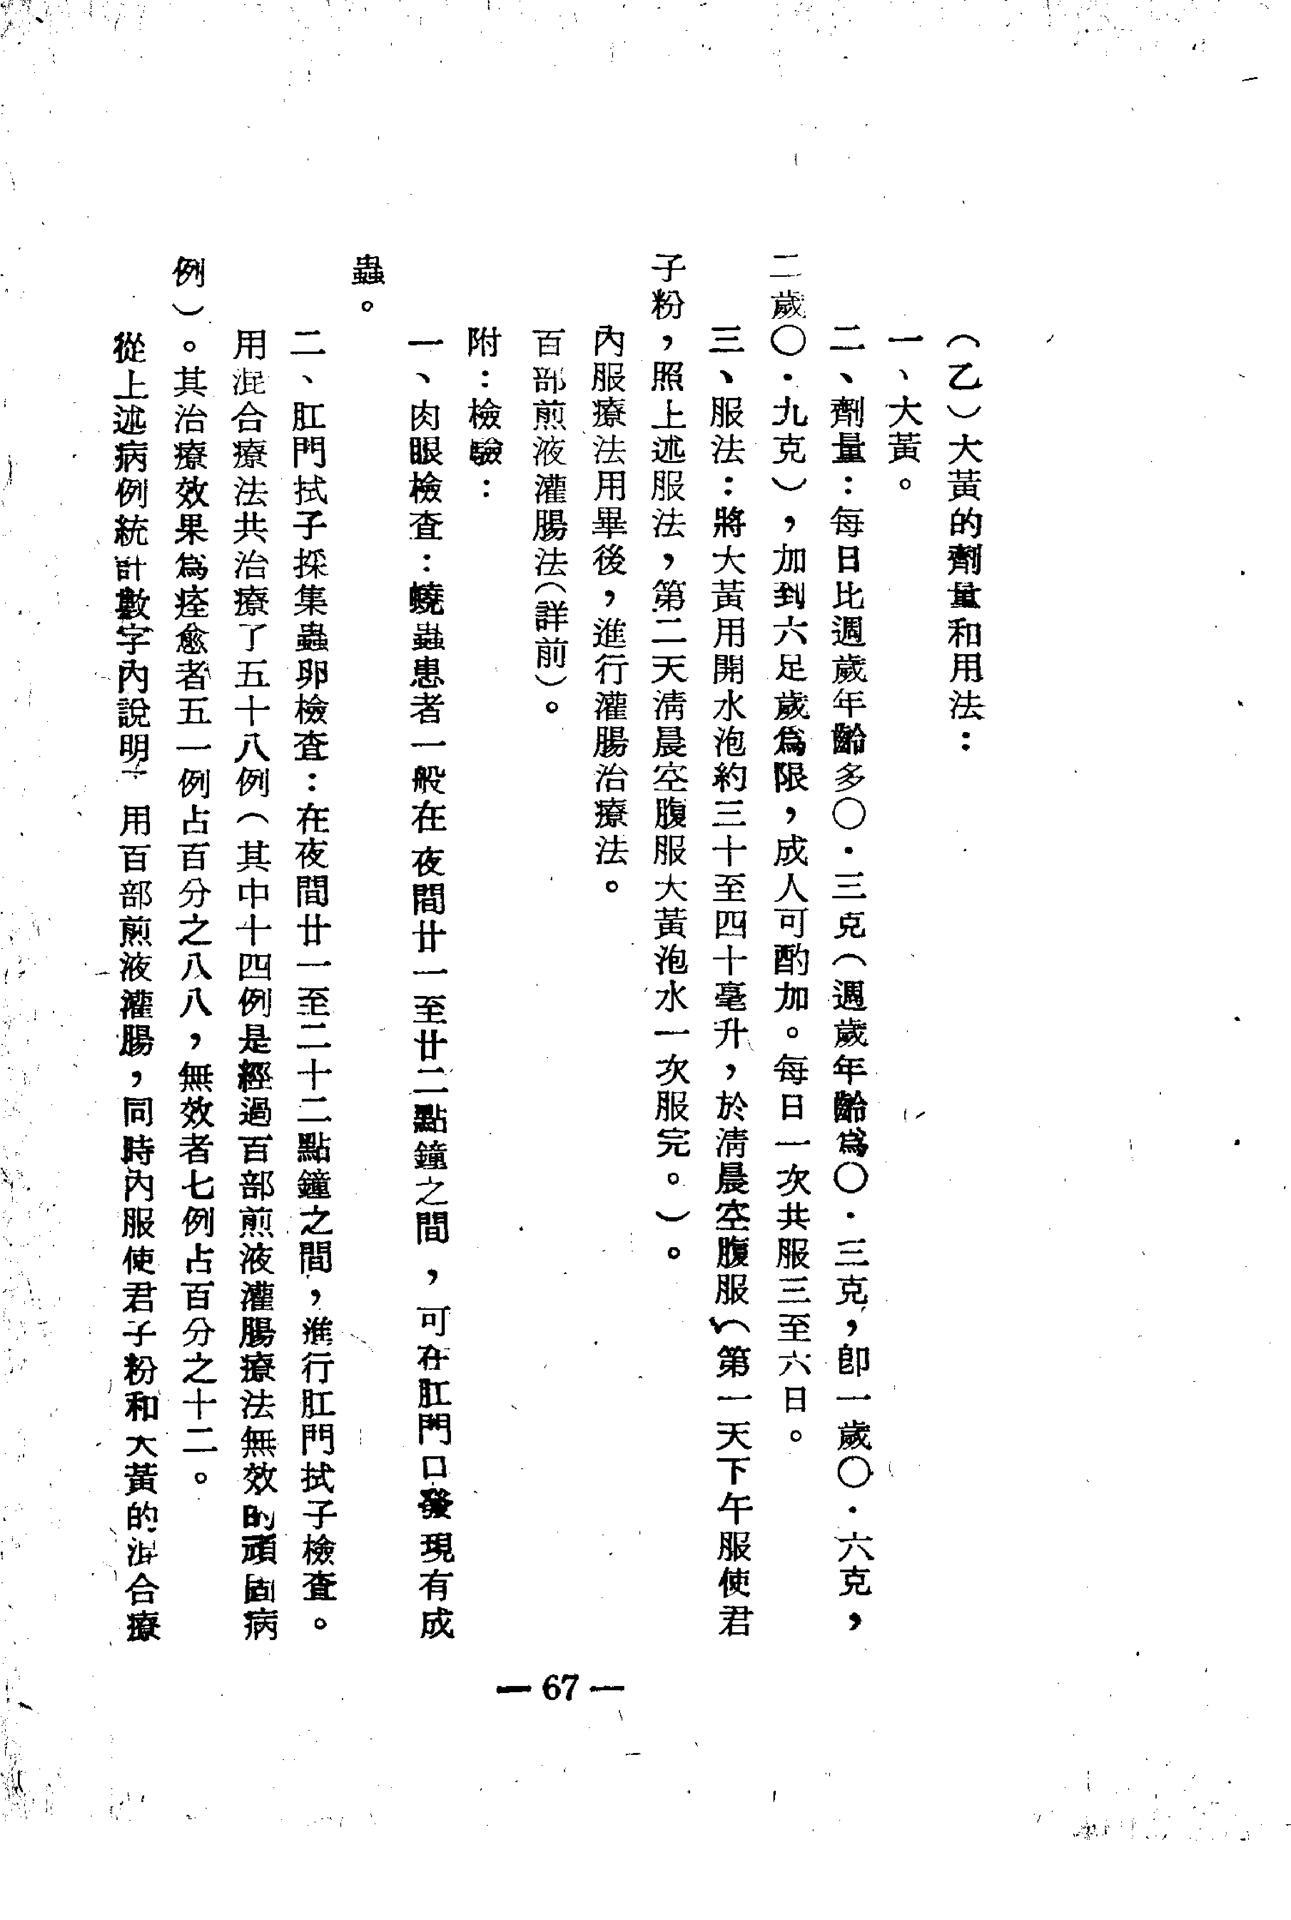 （乙）大黃的劑量和用法：
一、大黃。
二、劑量：每日比週歲年齡多〇・三克（週歲年齡爲〇・三克，卽一歲〇・六克，
二歲〇・九克），加到六足歲爲限，成人可酌加。每日一次共服三至六日。
三、服法：將大黃用開水泡約三十至四十毫升，於淸晨空腹服（第一天下午服使君
子粉，照上述服法，第二天淸晨空腹服大黃泡水一次服完。）。
內服療法用畢後，進行灌腸治療法。
百部煎液灌腸法（詳前）。
附：檢驗：
一、肉眼檢查：蟯蟲患者一般在夜間廿一至廿二點鐘之間，可在肛門口發現有成
蟲。
二、肛門拭子採集蟲卵檢查：在夜間廿一至二十二點鐘之間，進行肛門拭子檢查。
用混合療法共治療了五十八例（其中十四例是經過百部煎液灌腸療法無效的頑固病
例）。其治療效果爲痊愈者五一例占百分之八八，無效者七例占百分之十二。
從上述病例統計數字內說明了用百部煎液灌腸，同時內服使君子粉和大黃的混合療
— 67 —